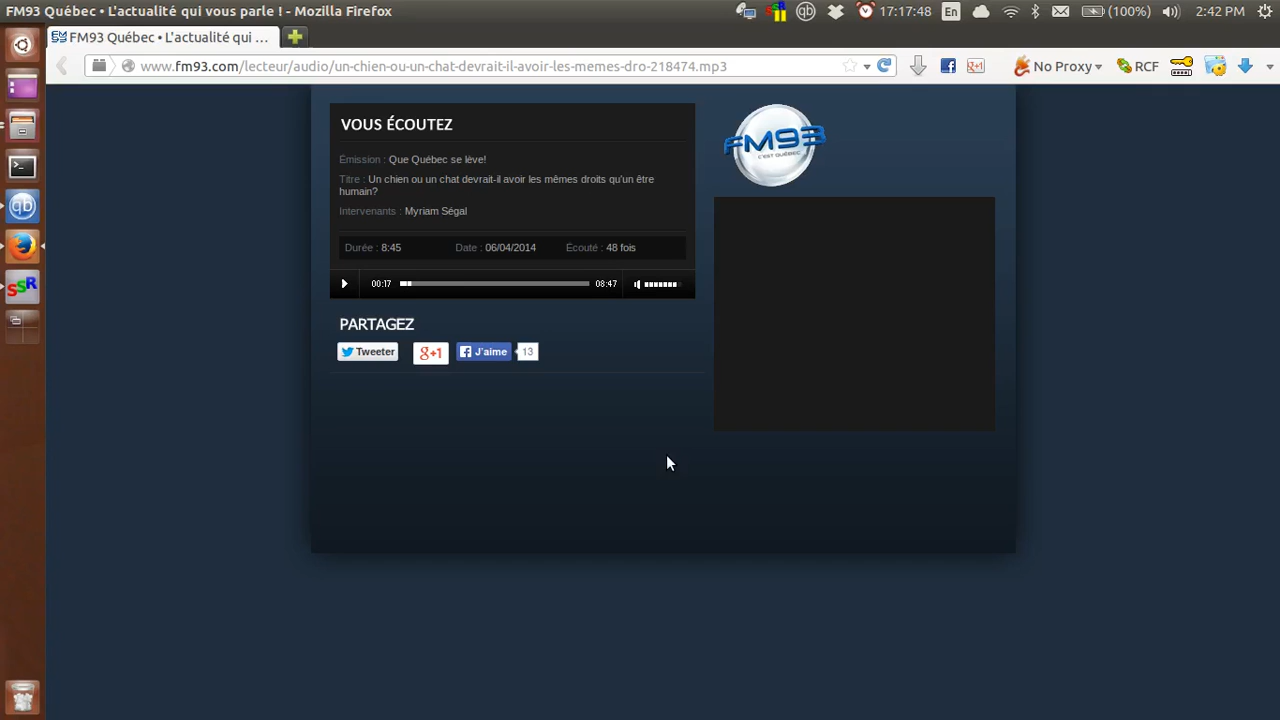 FM93 Québec • L'actualité qui vous parle ! - Mozilla Firefox
17:17:48
En
(100%)
2:42 PM
FM93 Québec • L'actualité qui ...
www.fm93.com/lecteur/audio/un-chien-ou-un-chat-devrait-il-avoir-les-memes-dro-218474.mp3
g+1
No Proxy
RCF
qb
SSR
VOUS ÉCOUTEZ
Émission : Que Québec se lève!
Titre : Un chien ou un chat devrait-il avoir les mêmes droits qu'un être
humain?
Intervenants : Myriam Ségal
Durée : 8:45 Date : 06/04/2014 Écouté : 48 fois
00:17 08:47
PARTAGEZ
Tweeter g+1 J'aime 13
FM93
C'EST QUÉBEC